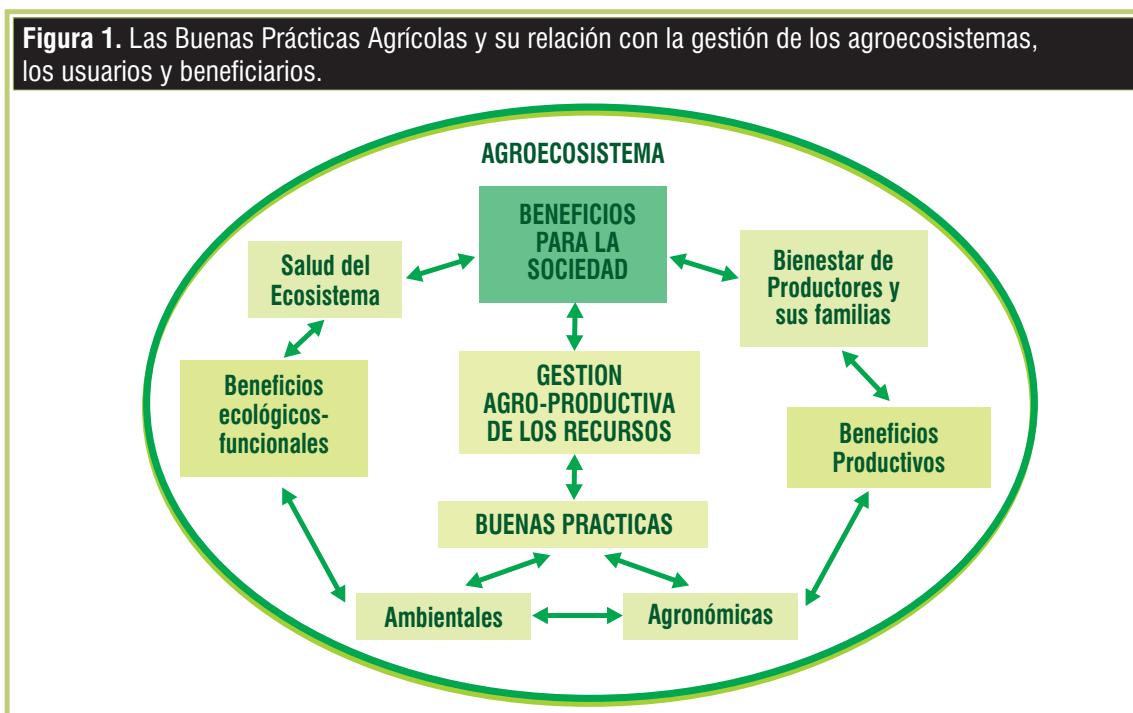 Figura 1. Las Buenas Prácticas Agrícolas y su relación con la gestión de los agroecosistemas,
los usuarios y beneficiarios.
AGROECOSISTEMA
BENEFICIOS
PARA LA
SOCIEDAD
Salud del
Ecosistema
Bienestar de
Productores y
sus familias
Beneficios
ecológicos-
funcionales
GESTION
AGRO-PRODUCTIVA
DE LOS RECURSOS
Beneficios
Productivos
BUENAS PRACTICAS
Ambientales
Agronómicas